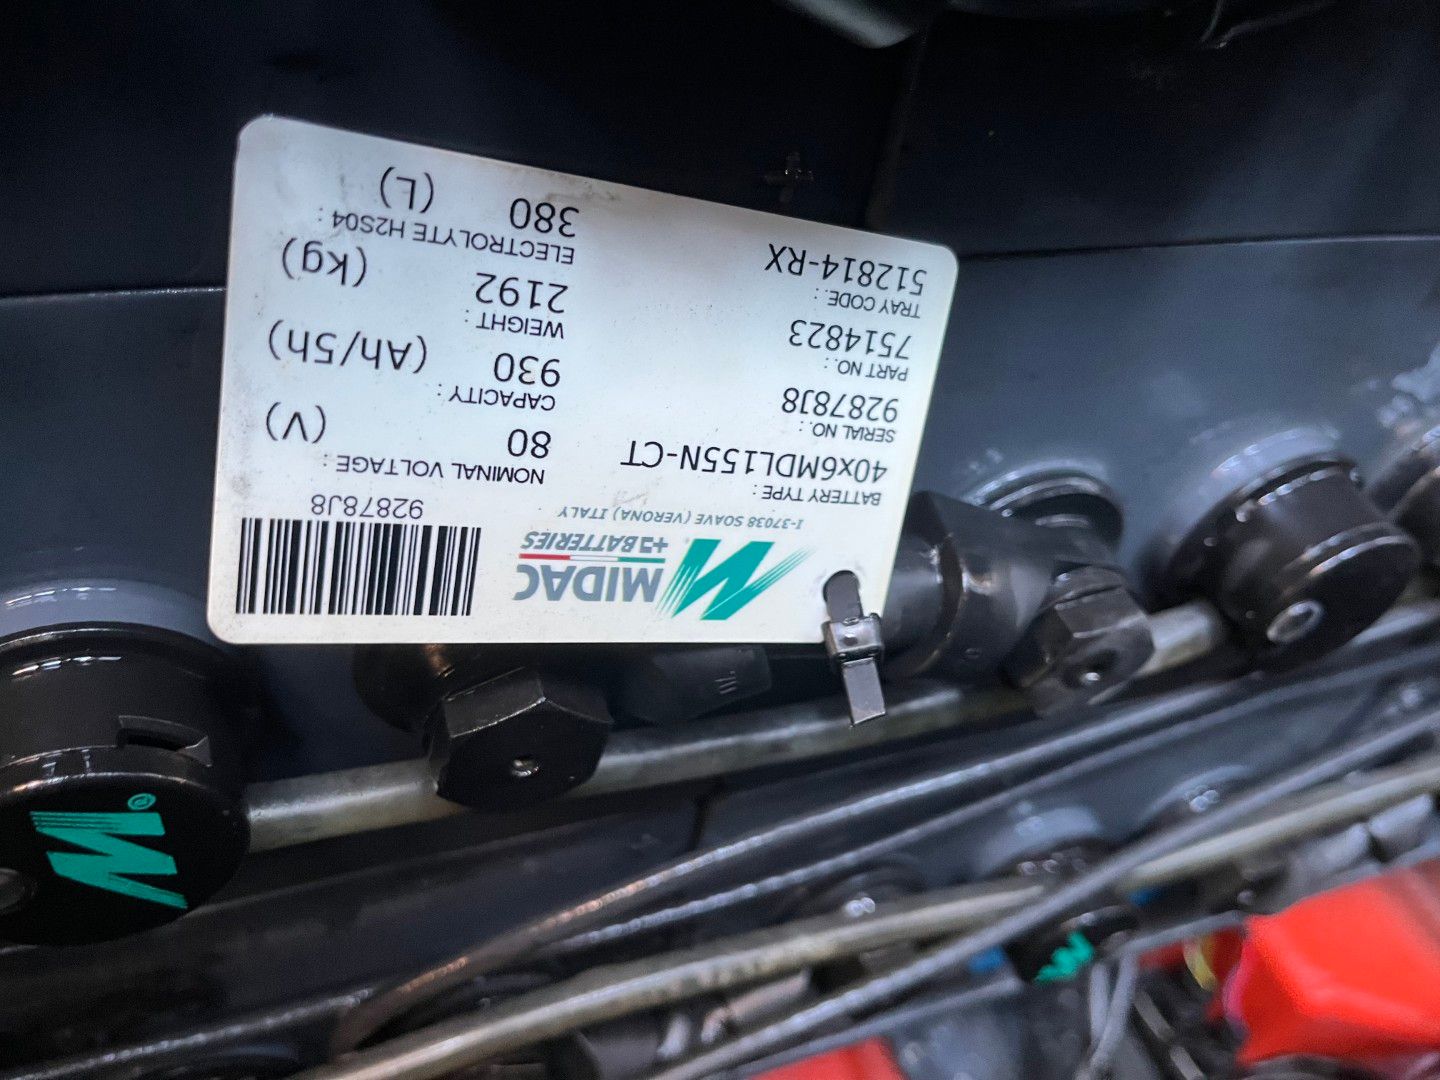 MIDAC
BATTERIES
I-37038 SOAVE (VERONA) ITALY
92878J8
BATTERY TYPE :
40x6MDL155N-CT
SERIAL NO. :
92878J8
PART NO. :
7514823
TRAY CODE. :
512814-RX
NOMINAL VOLTAGE :
80 (V)
CAPACITY :
930 (Ah/5h)
WEIGHT :
2192 (kg)
ELECTROLYTE H2SO4 :
380 (L)